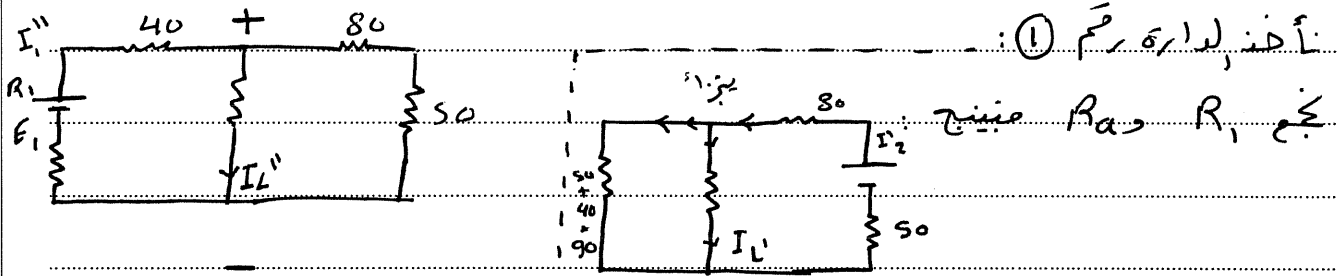 نأخذ الدارة رقم ① :
نجمع R₁ و Ra فينتج :
I₁'' 40 + 80
R₁
E₁
50
I_L''
-
80
I₂'
50
+
40
+
90
I_L'
50